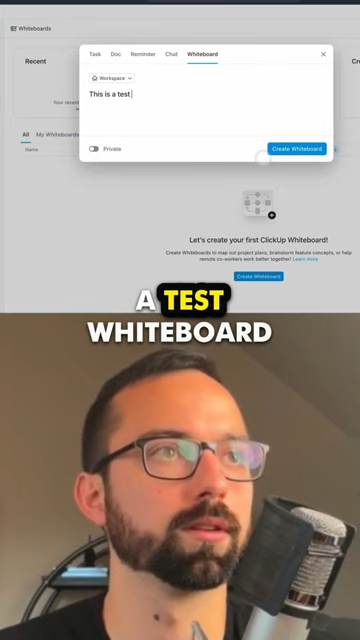 Whiteboards
Task Doc Reminder Chat Whiteboard
Recent
Workspace
This is a test
Your recent
All My Whiteboards
Name
Private
Create Whiteboard
Let's create your first ClickUp Whiteboard!
Create Whiteboards to map out project plans, brainstorm feature concepts, or help
remote co-workers work better together! Learn more
Create Whiteboard
A TEST
WHITEBOARD